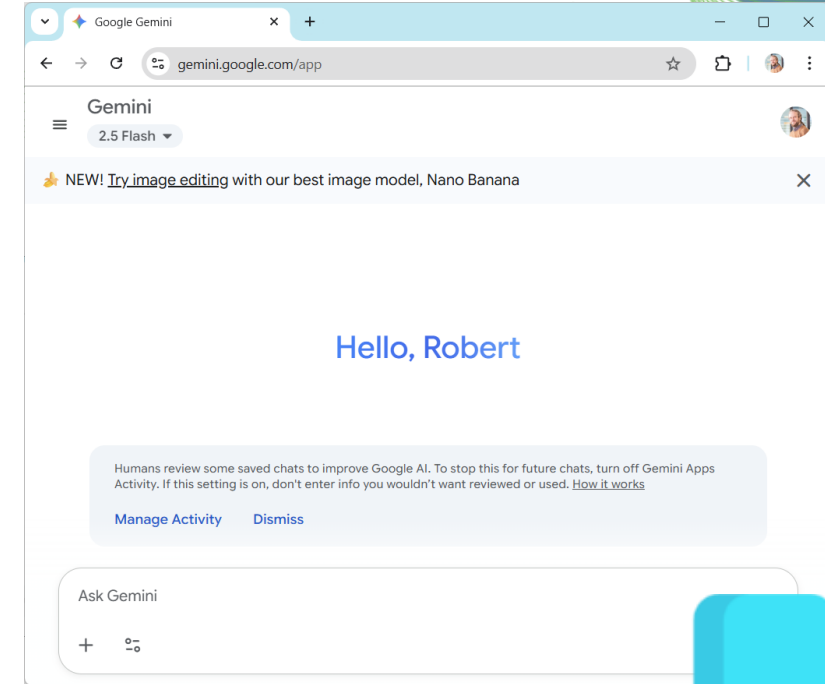 Google Gemini
gemini.google.com/app
Gemini
2.5 Flash
NEW! Try image editing with our best image model, Nano Banana
Hello, Robert
Humans review some saved chats to improve Google AI. To stop this for future chats, turn off Gemini Apps
Activity. If this setting is on, don't enter info you wouldn't want reviewed or used. How it works
Manage Activity Dismiss
Ask Gemini